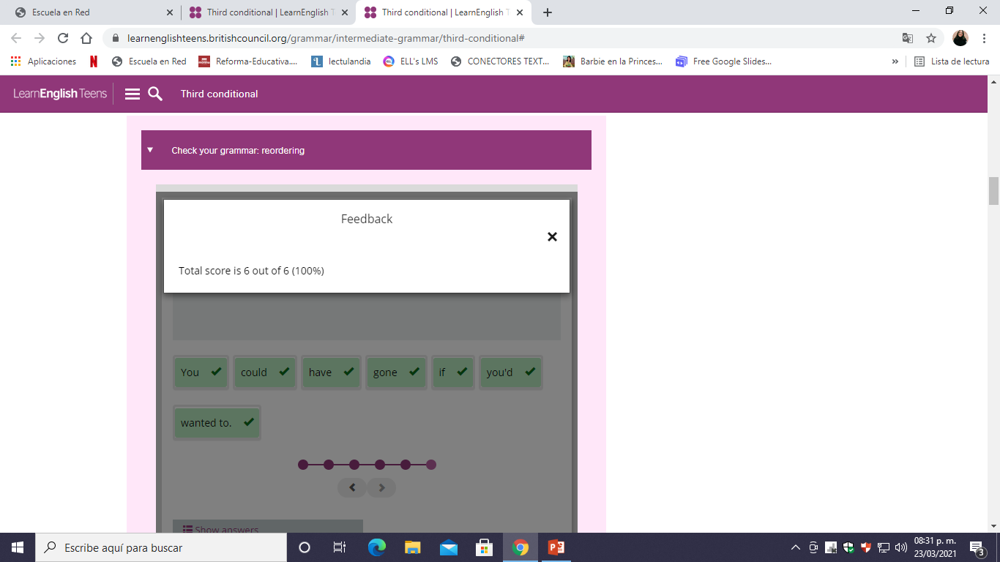 Escuela en Red
Third conditional | LearnEnglish T
Third conditional | LearnEnglish T
learnenglishteens.britishcouncil.org/grammar/intermediate-grammar/third-conditional#
Aplicaciones
Escuela en Red
Reforma-Educativa....
lectulandia
ELL's LMS
CONECTORES TEXT...
Barbie en la Princes...
Free Google Slides...
»
Lista de lectura
LearnEnglish Teens
Third conditional
Check your grammar: reordering
Feedback
Total score is 6 out of 6 (100%)
You could have gone if you'd
wanted to.
Show answers
Escribe aquí para buscar
08:31 p. m.
23/03/2021
3